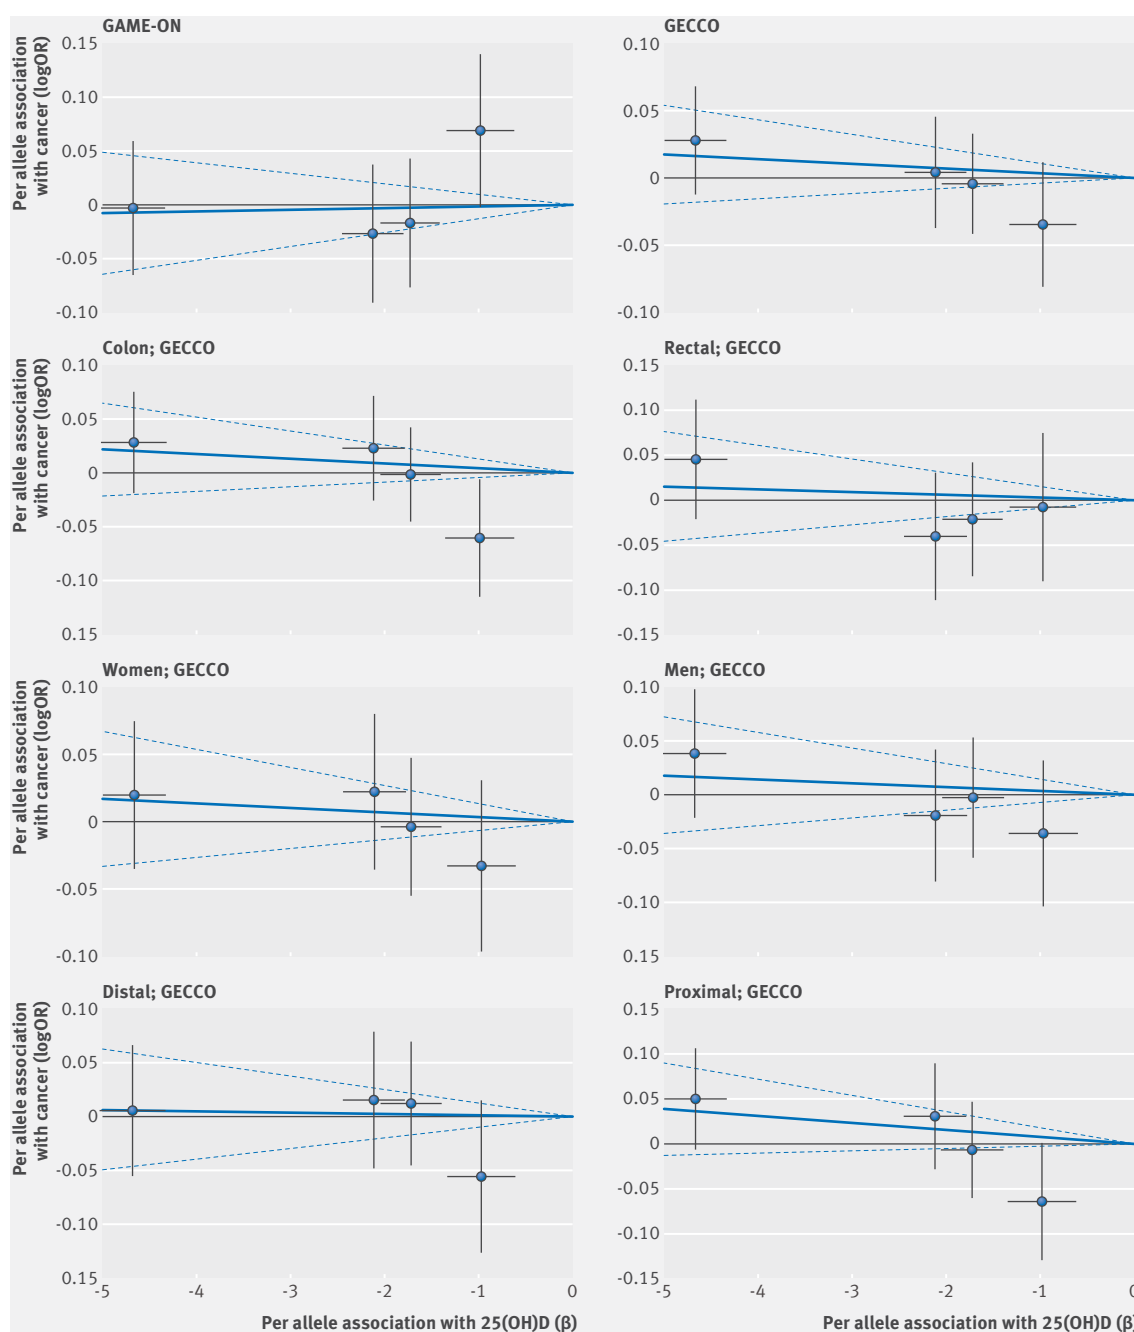 GAME-ON
Per allele association
with cancer (logOR)
0.15
0.10
0.05
0
-0.05
-0.10
GECCO
0.10
0.05
0
-0.05
-0.10
Colon; GECCO
Per allele association
with cancer (logOR)
0.10
0.05
0
-0.05
-0.10
0.15
Rectal; GECCO
0.15
0.10
0.05
0
-0.05
-0.10
0.15
Women; GECCO
Per allele association
with cancer (logOR)
0.10
0.05
0
-0.05
-0.10
Men; GECCO
0.10
0.05
0
-0.05
-0.10
0.15
Distal; GECCO
Per allele association
with cancer (logOR)
0.10
0.05
0
-0.05
-0.10
0.15
-5 -4 -3 -2 -1 0
Per allele association with 25(OH)D (β)
Proximal; GECCO
0.15
0.10
0.05
0
-0.05
-0.10
-0.15
-5 -4 -3 -2 -1 0
Per allele association with 25(OH)D (β)